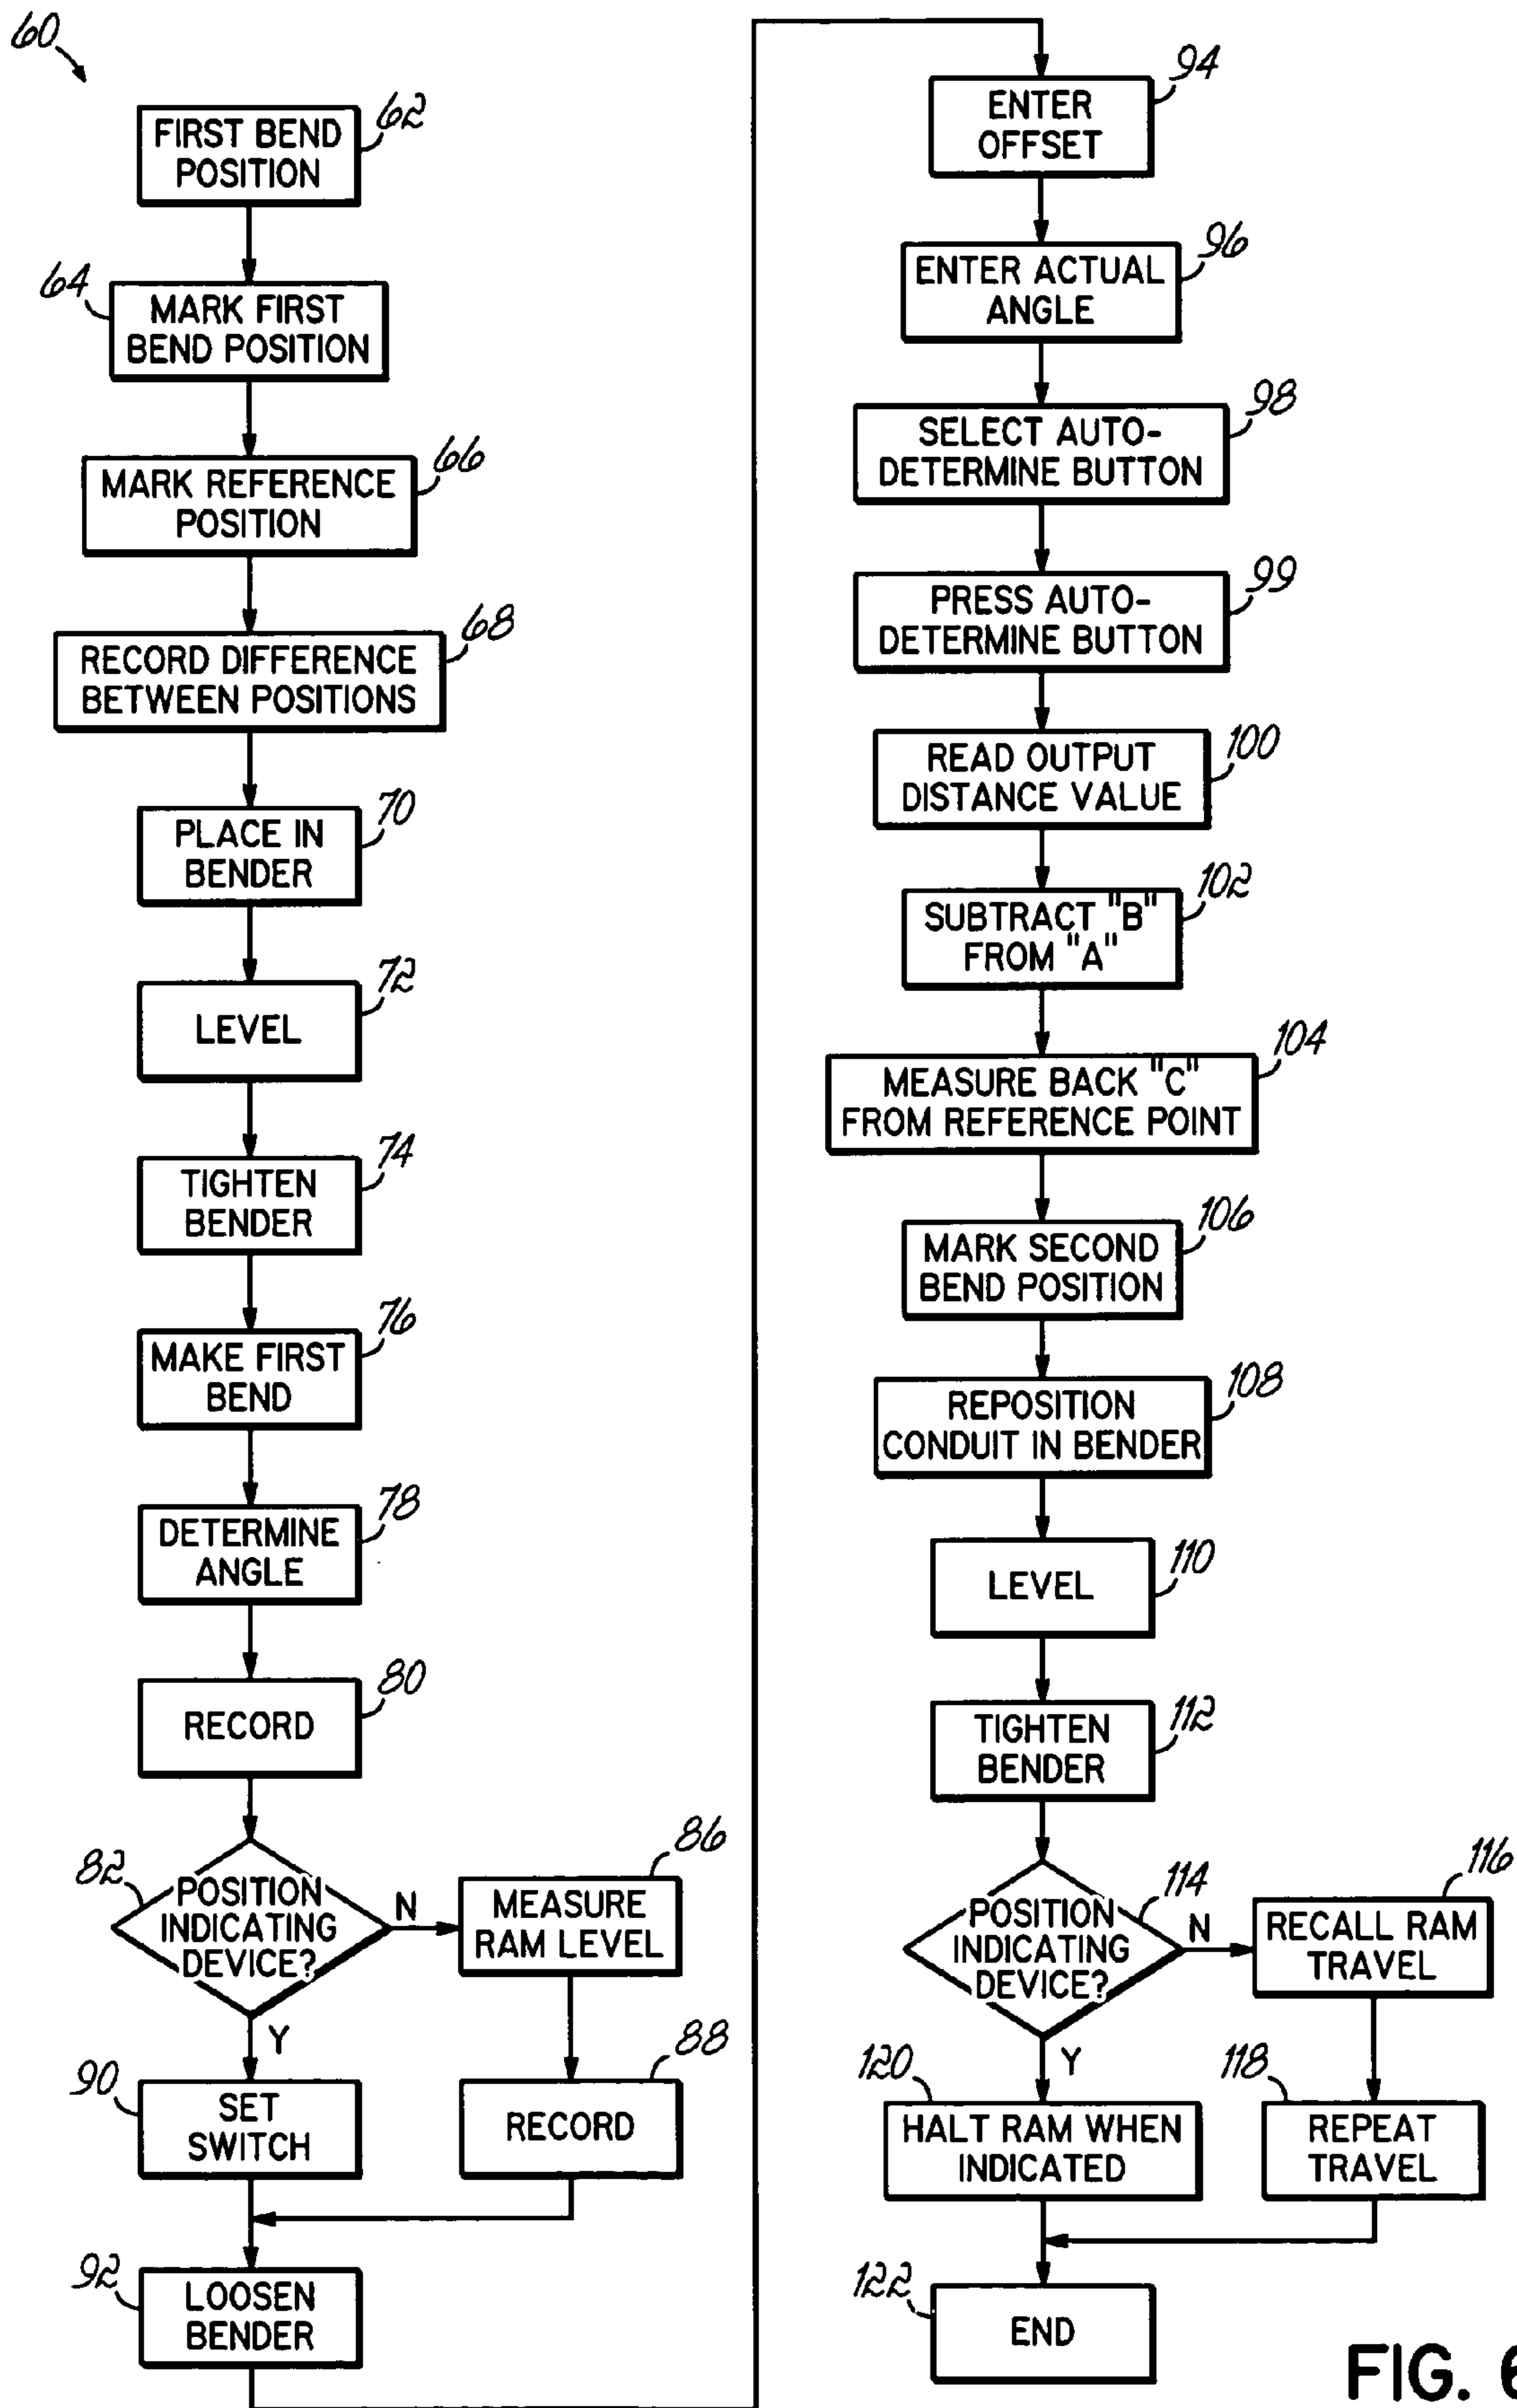 60
FIRST BEND
POSITION
62
MARK FIRST
BEND POSITION
64
MARK REFERENCE
POSITION
66
RECORD DIFFERENCE
BETWEEN POSITIONS
68
PLACE IN
BENDER
70
LEVEL
72
TIGHTEN
BENDER
74
MAKE FIRST
BEND
76
DETERMINE
ANGLE
78
RECORD
80
82
POSITION
INDICATING
DEVICE?
N
Y
86
MEASURE
RAM LEVEL
88
RECORD
90
SET
SWITCH
92
LOOSEN
BENDER
94
ENTER
OFFSET
96
ENTER ACTUAL
ANGLE
98
SELECT AUTO-
DETERMINE BUTTON
99
PRESS AUTO-
DETERMINE BUTTON
100
READ OUTPUT
DISTANCE VALUE
102
SUBTRACT "B"
FROM "A"
104
MEASURE BACK "C"
FROM REFERENCE POINT
106
MARK SECOND
BEND POSITION
108
REPOSITION
CONDUIT IN BENDER
110
LEVEL
112
TIGHTEN
BENDER
114
POSITION
INDICATING
DEVICE?
N
Y
116
RECALL RAM
TRAVEL
118
REPEAT
TRAVEL
120
HALT RAM WHEN
INDICATED
122
END
FIG. 6